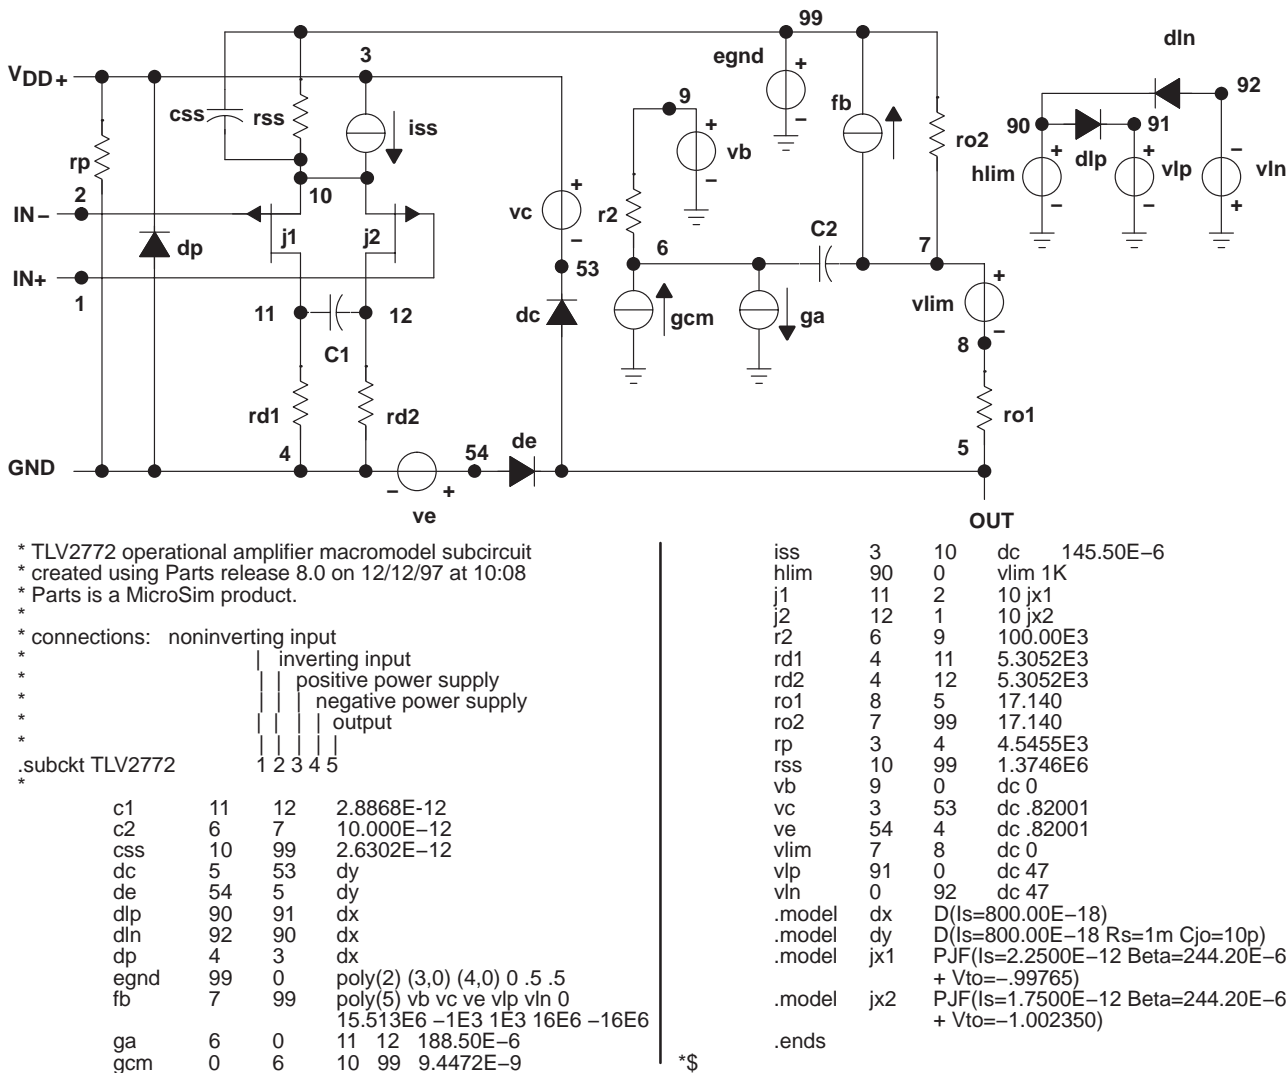 99
dln
egnd
3
VDD+
92
9
fb
css
rss
iss
90
91
ro2
vb
dlp
rp
hlim
vlp
vln
10
2
IN−
vc
r2
C2
j1
j2
6
7
dp
IN+
53
1
vlim
11
12
dc
gcm
ga
8
C1
rd1
rd2
ro1
de
5
4
54
GND
ve
OUT
* TLV2772 operational amplifier macromodel subcircuit
* created using Parts release 8.0 on 12/12/97 at 10:08
* Parts is a MicroSim product.
*
* connections: noninverting input
* | inverting input
* | | positive power supply
* | | | negative power supply
* | | | | output
* | | | | |
.subckt TLV2772 1 2 3 4 5
*
c1 11 12 2.8868E-12
c2 6 7 10.000E−12
css 10 99 2.6302E−12
dc 5 53 dy
de 54 5 dy
dlp 90 91 dx
dln 92 90 dx
dp 4 3 dx
egnd 99 0 poly(2) (3,0) (4,0) 0 .5 .5
fb 7 99 poly(5) vb vc ve vlp vln 0
15.513E6 −1E3 1E3 16E6 −16E6
ga 6 0 11 12 188.50E−6
gcm 0 6 10 99 9.4472E−9
iss 3 10 dc 145.50E−6
hlim 90 0 vlim 1K
j1 11 2 10 jx1
j2 12 1 10 jx2
r2 6 9 100.00E3
rd1 4 11 5.3052E3
rd2 4 12 5.3052E3
ro1 8 5 17.140
ro2 7 99 17.140
rp 3 4 4.5455E3
rss 10 99 1.3746E6
vb 9 0 dc 0
vc 3 53 dc .82001
ve 54 4 dc .82001
vlim 7 8 dc 0
vlp 91 0 dc 47
vln 0 92 dc 47
.model dx D(Is=800.00E−18)
.model dy D(Is=800.00E−18 Rs=1m Cjo=10p)
.model jx1 PJF(Is=2.2500E−12 Beta=244.20E−6
+ Vto=−.99765)
.model jx2 PJF(Is=1.7500E−12 Beta=244.20E−6
+ Vto=−1.002350)
.ends
*$